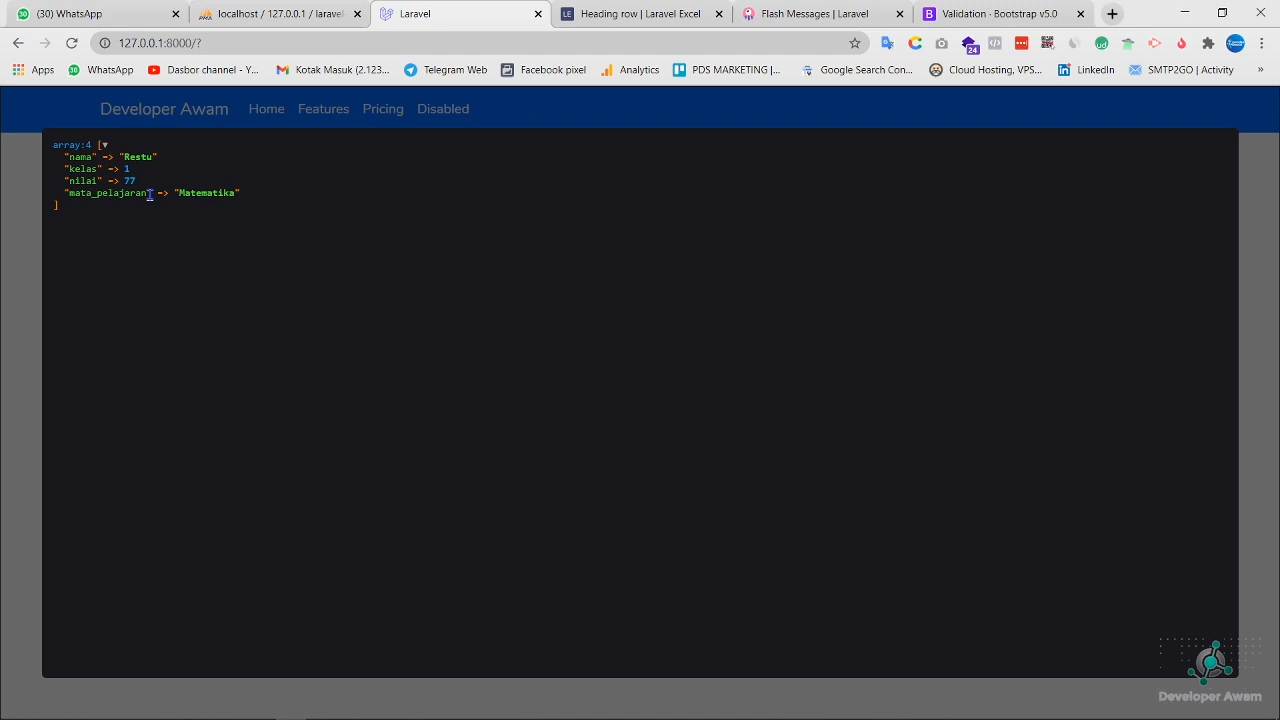 (30) WhatsApp
localhost / 127.0.0.1 / laravel
Laravel
Heading row | Laravel Excel
Flash Messages | Laravel
Validation · Bootstrap v5.0
127.0.0.1:8000/?
24
Apps
WhatsApp
Dasbor channel - Y...
Kotak Masuk (2.123...
Telegram Web
Facebook pixel
Analytics
PDS MARKETING |...
Google Search Con...
Cloud Hosting, VPS...
LinkedIn
SMTP2GO | Activity
»
Developer Awam
Home
Features
Pricing
Disabled
array:4 [▼
"nama" => "Restu"
"kelas" => 1
"nilai" => 77
"mata_pelajaran" => "Matematika"
]
Developer Awam